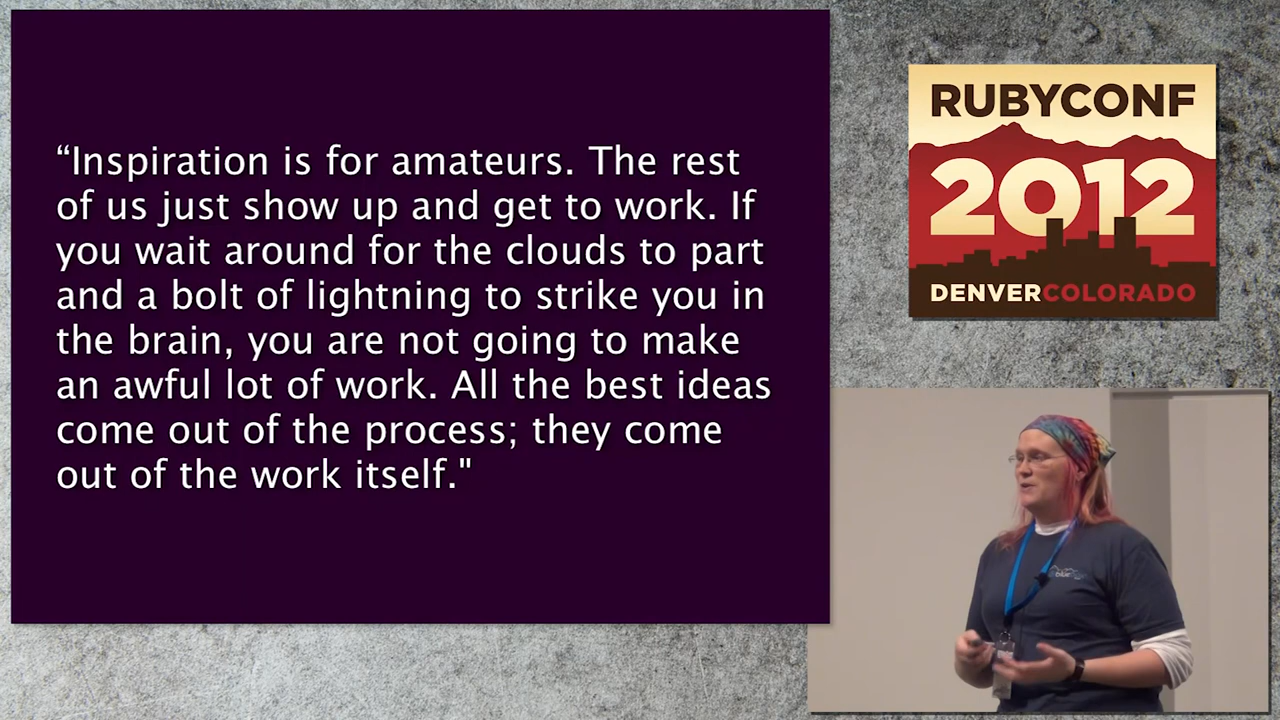 “Inspiration is for amateurs. The rest
of us just show up and get to work. If
you wait around for the clouds to part
and a bolt of lightning to strike you in
the brain, you are not going to make
an awful lot of work. All the best ideas
come out of the process; they come
out of the work itself."
RUBYCONF
2012
DENVERCOLORADO
blue